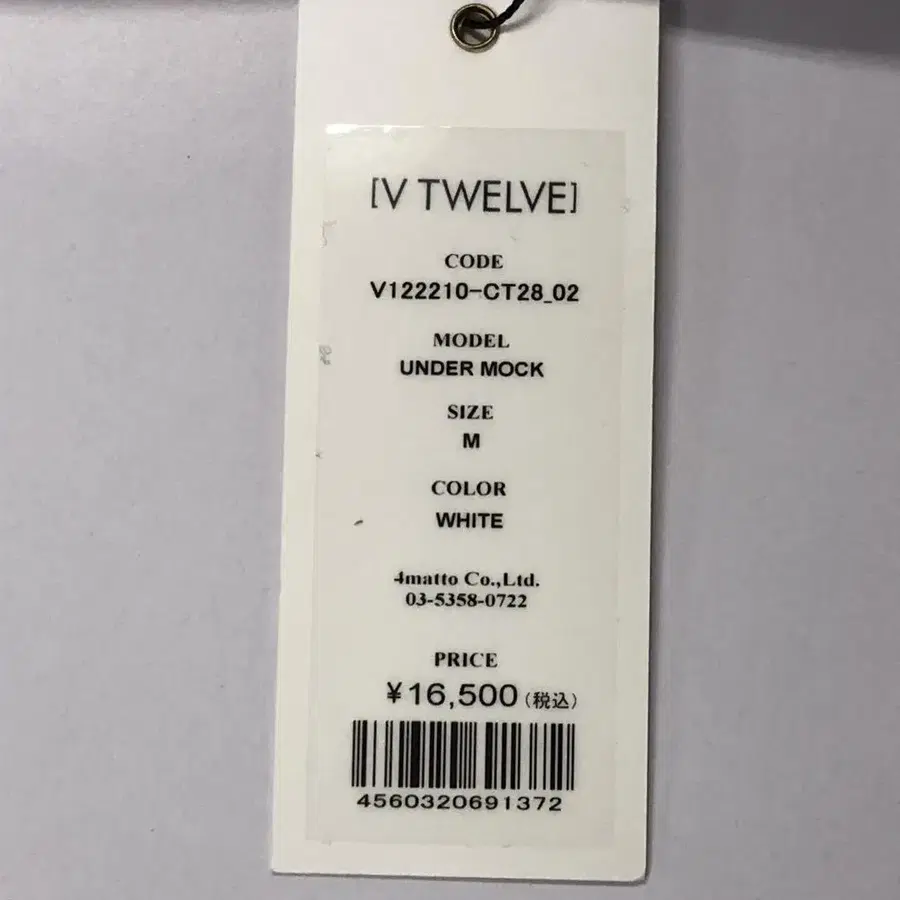 [V TWELVE]
CODE
V122210-CT28_02
MODEL
UNDER MOCK
SIZE
M
COLOR
WHITE
4matto Co.,Ltd.
03-5358-0722
PRICE
¥16,500(税込)
4560320691372